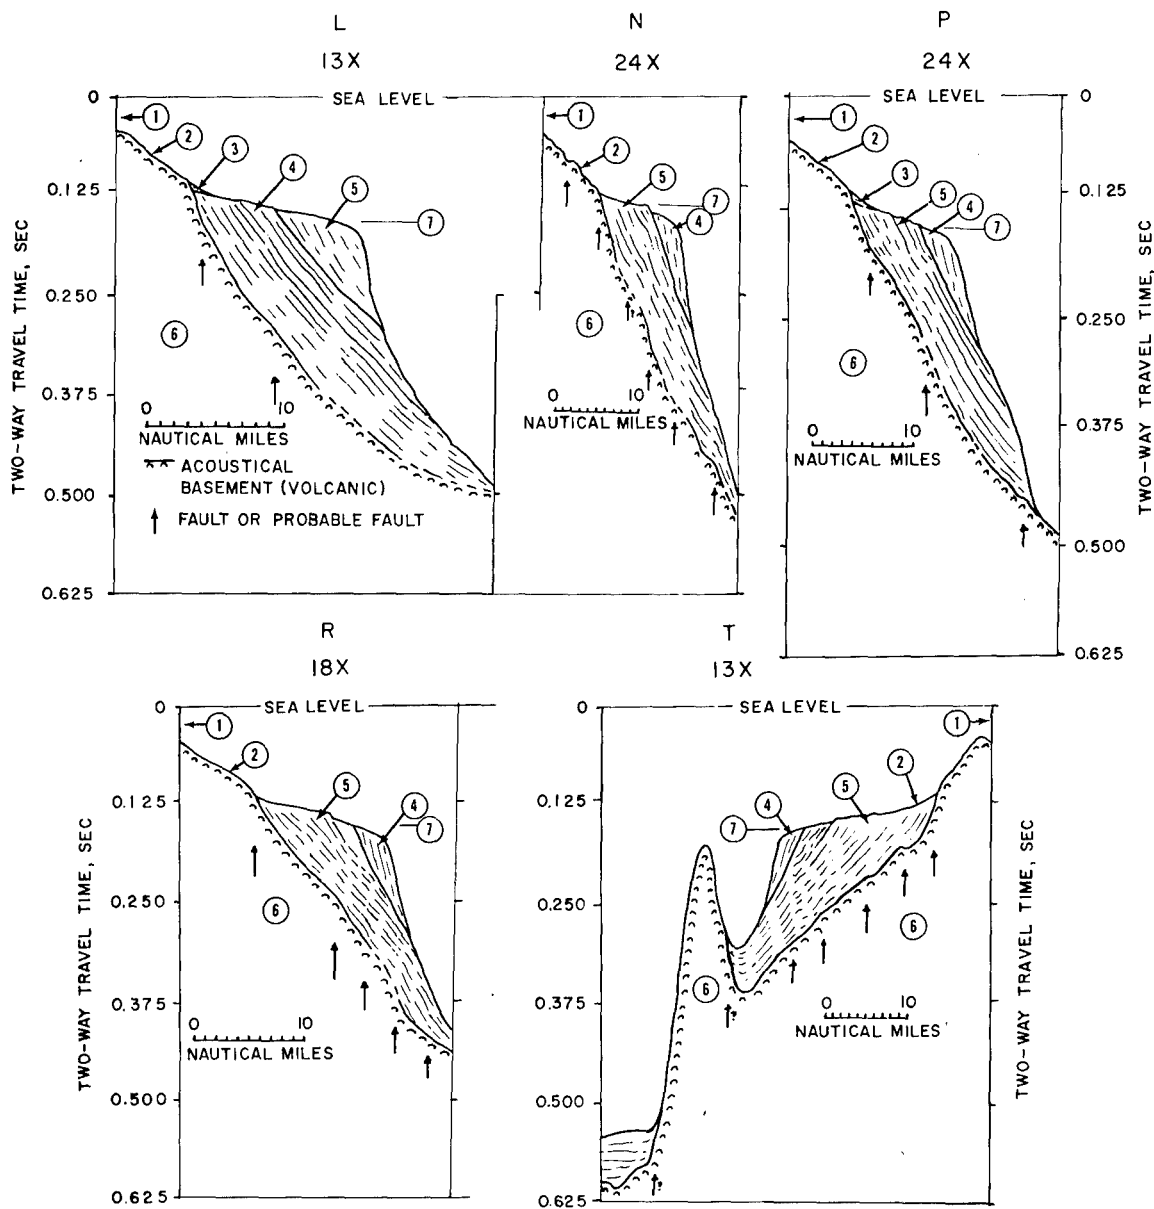 L
13X
SEA LEVEL
0
0.125
0.250
0.375
0.500
0.625
TWO-WAY TRAVEL TIME, SEC
1
2
3
4
5
7
6
0 10
NAUTICAL MILES
ACOUSTICAL
BASEMENT (VOLCANIC)
FAULT OR PROBABLE FAULT
N
24X
1
2
5
7
4
6
?
0 10
NAUTICAL MILES
P
24X
SEA LEVEL
0
0.125
0.250
0.375
0.500
0.625
TWO-WAY TRAVEL TIME, SEC
1
2
3
5
4
7
6
0 10
NAUTICAL MILES
R
18X
SEA LEVEL
0
0.125
0.250
0.375
0.500
0.625
TWO-WAY TRAVEL TIME, SEC
1
2
5
4
7
6
0 10
NAUTICAL MILES
T
13X
SEA LEVEL
0
0.125
0.250
0.375
0.500
0.625
TWO-WAY TRAVEL TIME, SEC
1
2
5
4
7
6
6
?
?
0 10
NAUTICAL MILES